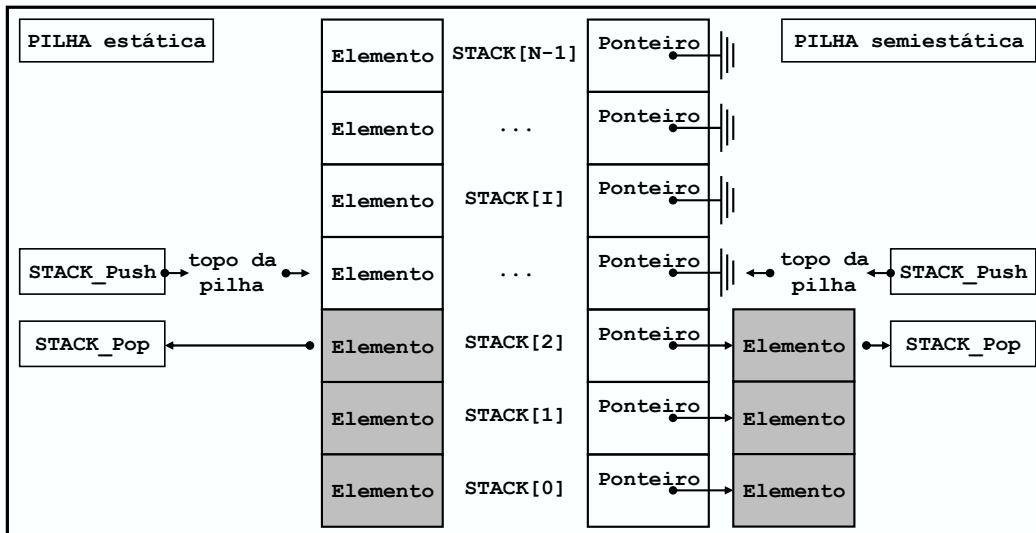 PILHA estática
Elemento
STACK[N-1]
Ponteiro
PILHA semiestática
Elemento
...
Ponteiro
Elemento
STACK[I]
Ponteiro
STACK_Push
topo da
pilha
Elemento
...
Ponteiro
topo da
pilha
STACK_Push
STACK_Pop
Elemento
STACK[2]
Ponteiro
Elemento
STACK_Pop
Elemento
STACK[1]
Ponteiro
Elemento
Elemento
STACK[0]
Ponteiro
Elemento